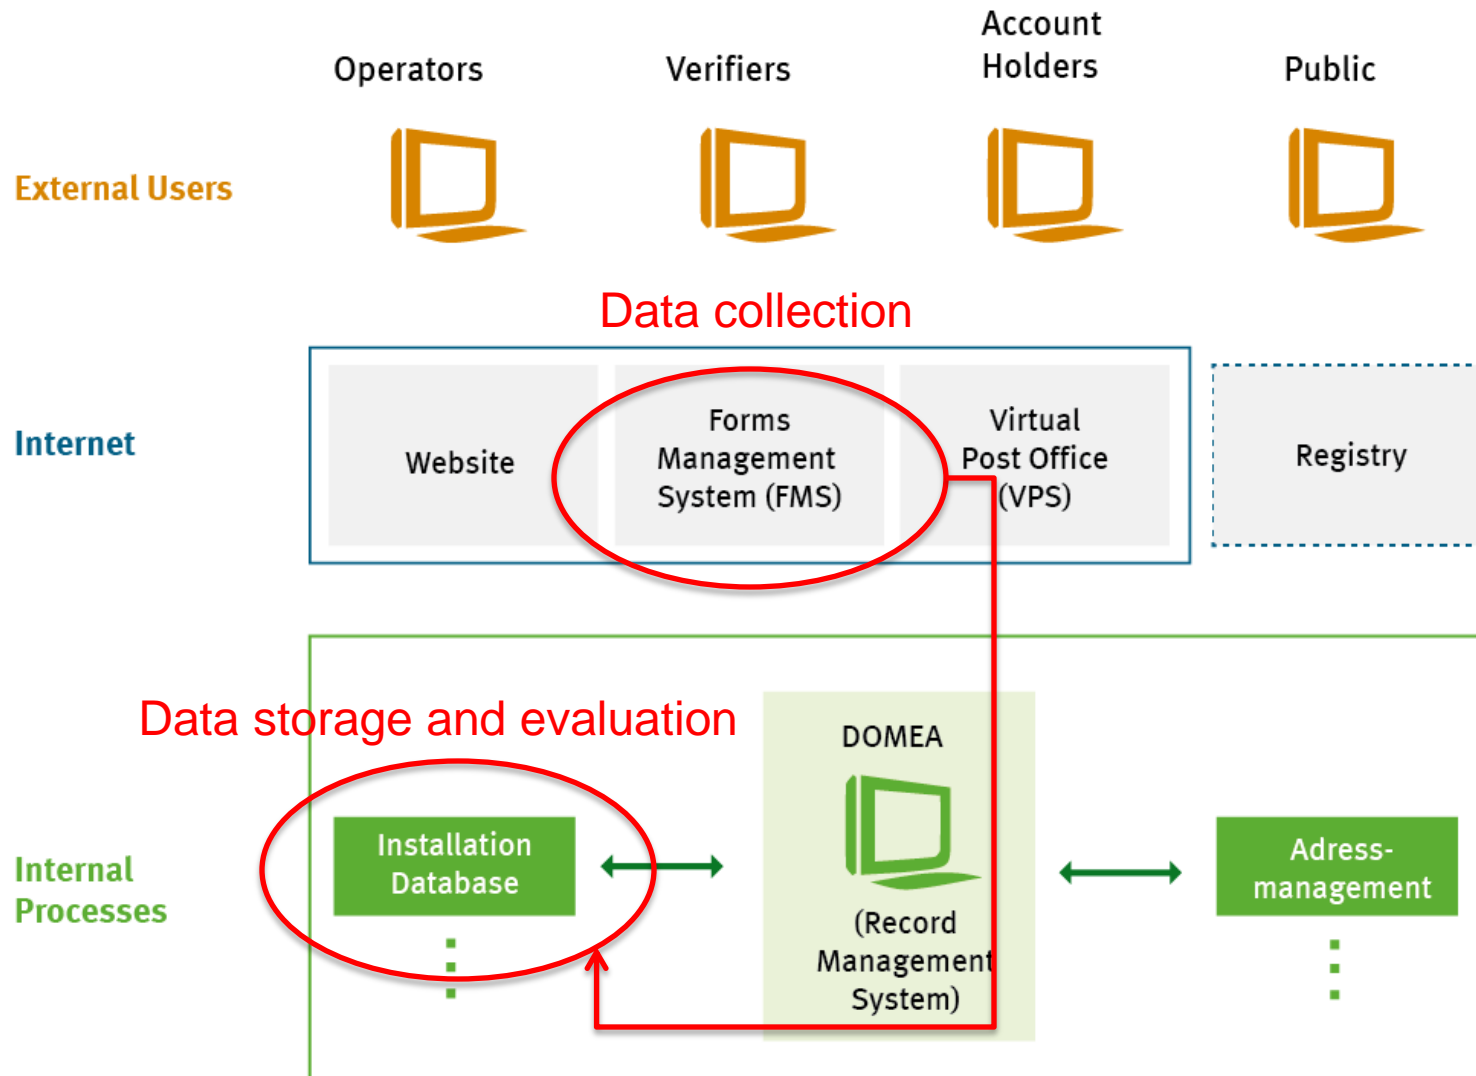 Account
Operators
Verifiers
Holders
Public
External Users
Data collection
Internet
Website
Forms
Management
System (FMS)
Virtual
Post Office
(VPS)
Registry
Data storage and evaluation
DOMEA
Internal
Processes
Installation
Database
(Record
Management
System)
Adress-
management